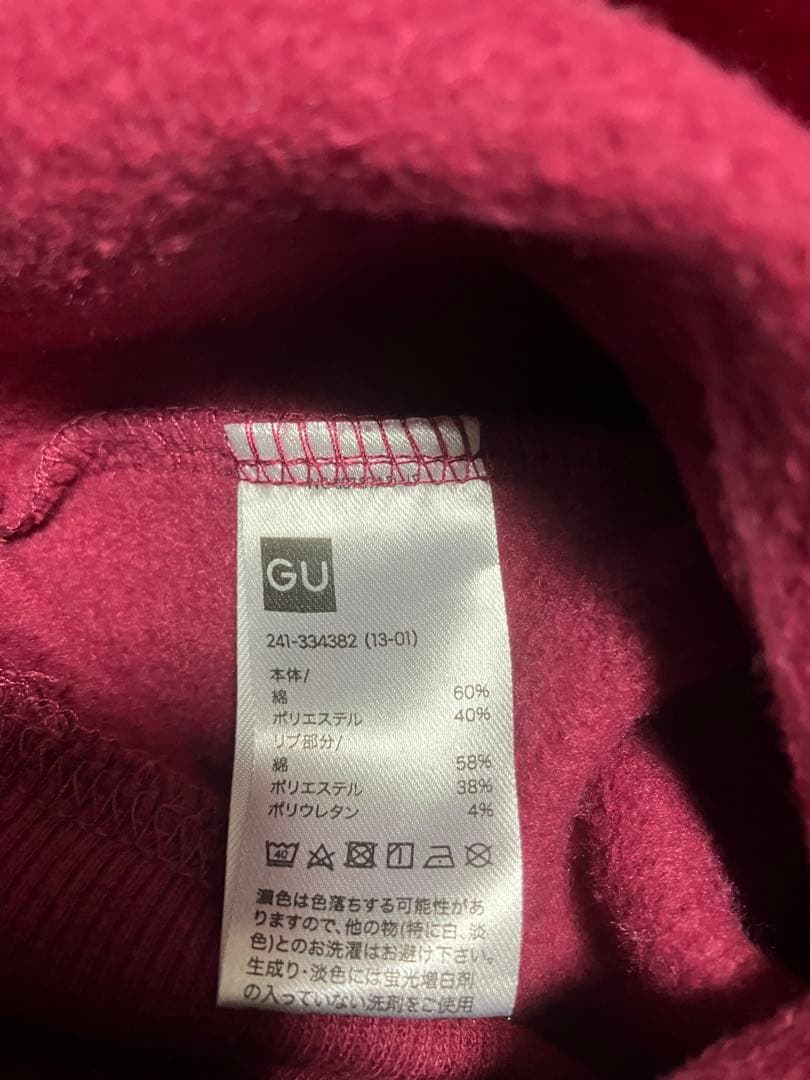 GU
241-334382 (13-01)
本体/
綿 60%
ポリエステル 40%
リブ部分/
綿 58%
ポリエステル 38%
ポリウレタン 4%
40
濃色は色落ちする可能性があ
りますので、他の物(特に白、淡
色)とのお洗濯はお避け下さい。
生成り・淡色には蛍光増白剤
の入っていない洗剤をご使用